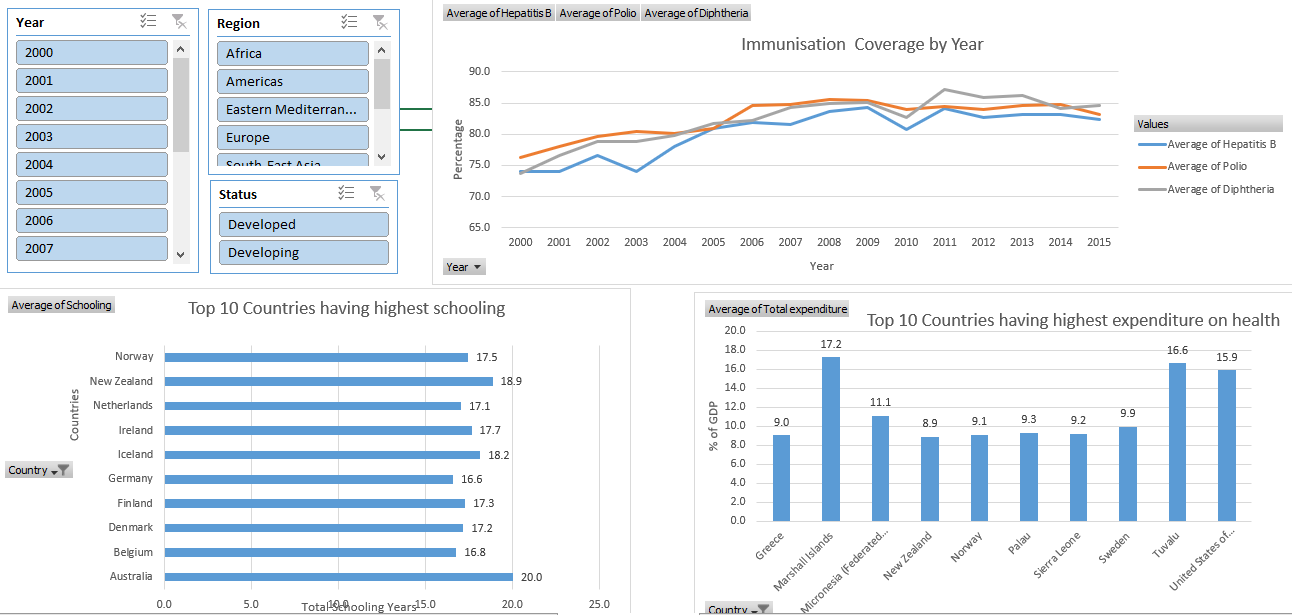 Year
2000
2001
2002
2003
2004
2005
2006
2007
Region
Africa
Americas
Eastern Mediterran...
Europe
South-East Asia
Status
Developed
Developing
Average of Hepatitis B Average of Polio Average of Diphtheria
Immunisation Coverage by Year
90.0
85.0
80.0
75.0
70.0
65.0
Percentage
2000 2001 2002 2003 2004 2005 2006 2007 2008 2009 2010 2011 2012 2013 2014 2015
Year
Year
Values
Average of Hepatitis B
Average of Polio
Average of Diphtheria
Average of Schooling
Top 10 Countries having highest schooling
Countries
Country
Norway 17.5
New Zealand 18.9
Netherlands 17.1
Ireland 17.7
Iceland 18.2
Germany 16.6
Finland 17.3
Denmark 17.2
Belgium 16.8
Australia 20.0
0.0 5.0 10.0 15.0 20.0 25.0
Total Schooling Years
Average of Total expenditure
Top 10 Countries having highest expenditure on health
% of GDP
20.0
18.0
16.0
14.0
12.0
10.0
8.0
6.0
4.0
2.0
0.0
9.0 17.2 11.1 8.9 9.1 9.3 9.2 9.9 16.6 15.9
Greece
Marshall Islands
Micronesia (Federated...
New Zealand
Norway
Palau
Sierra Leone
Sweden
Tuvalu
United States of...
Country